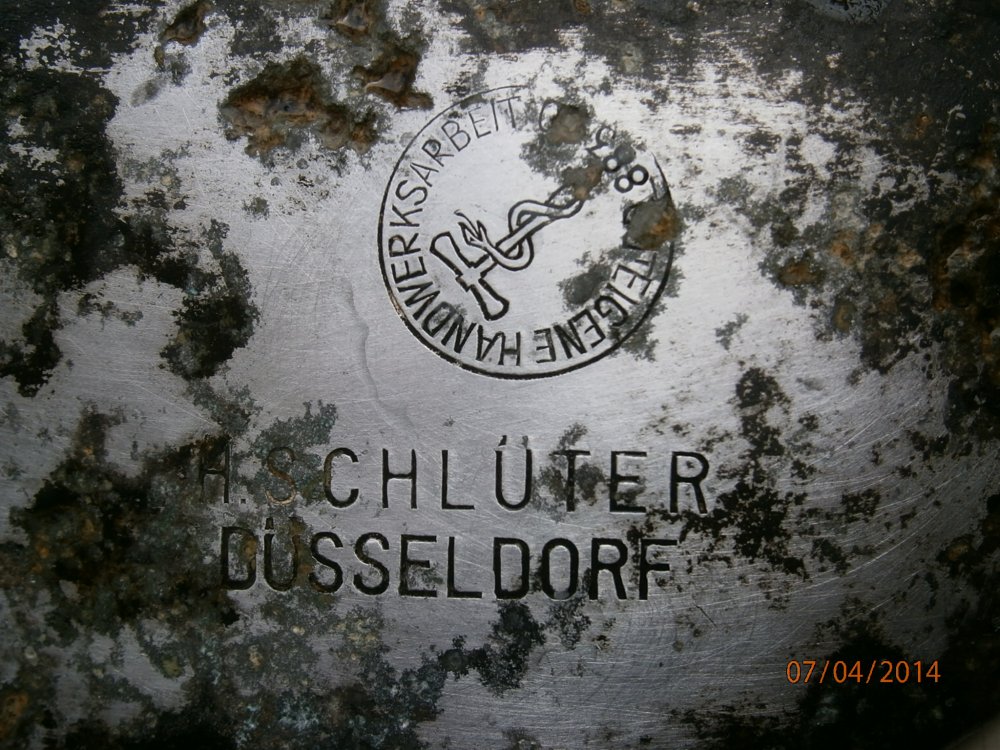 EIGENE HANDWERKSARBEIT
H. SCHLÜTER
DÜSSELDORF
07/04/2014